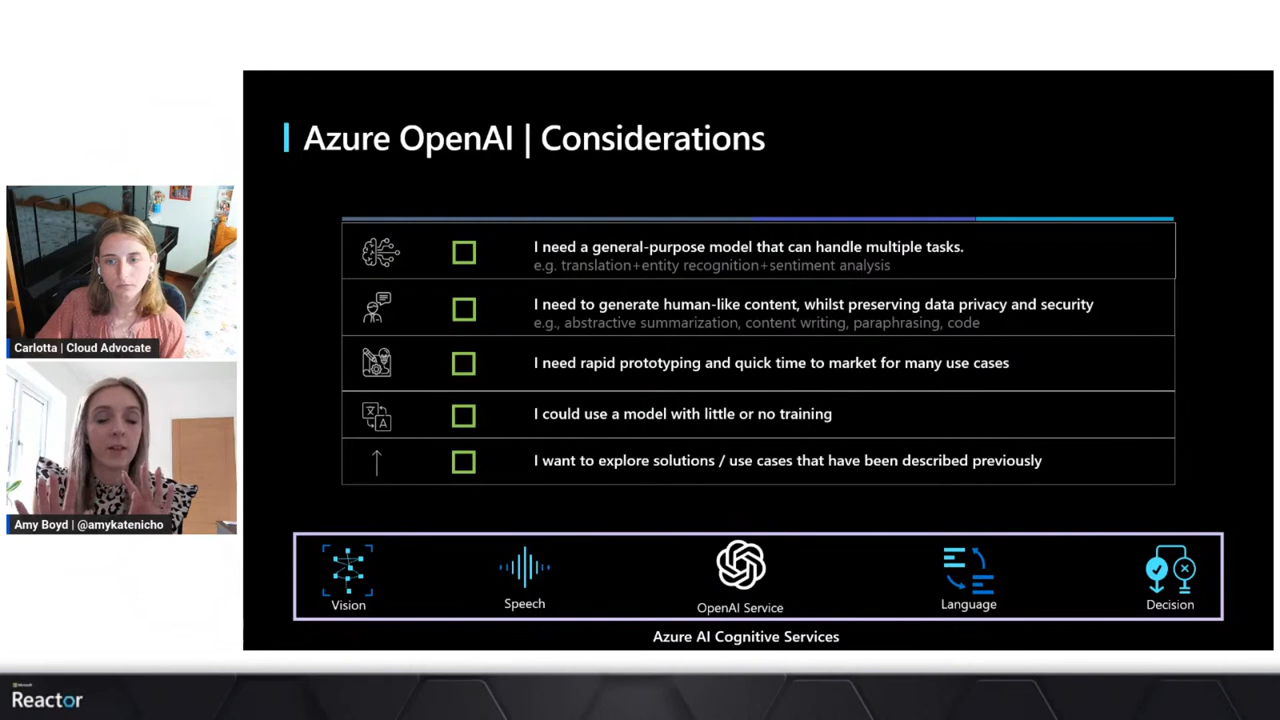 Azure OpenAI | Considerations
I need a general-purpose model that can handle multiple tasks.
e.g. translation+entity recognition+sentiment analysis
I need to generate human-like content, whilst preserving data privacy and security
e.g., abstractive summarization, content writing, paraphrasing, code
I need rapid prototyping and quick time to market for many use cases
I could use a model with little or no training
I want to explore solutions / use cases that have been described previously
Vision
Speech
OpenAI Service
Language
Decision
Azure AI Cognitive Services
Carlotta | Cloud Advocate
Amy Boyd | @amykatenicho
Microsoft
Reactor